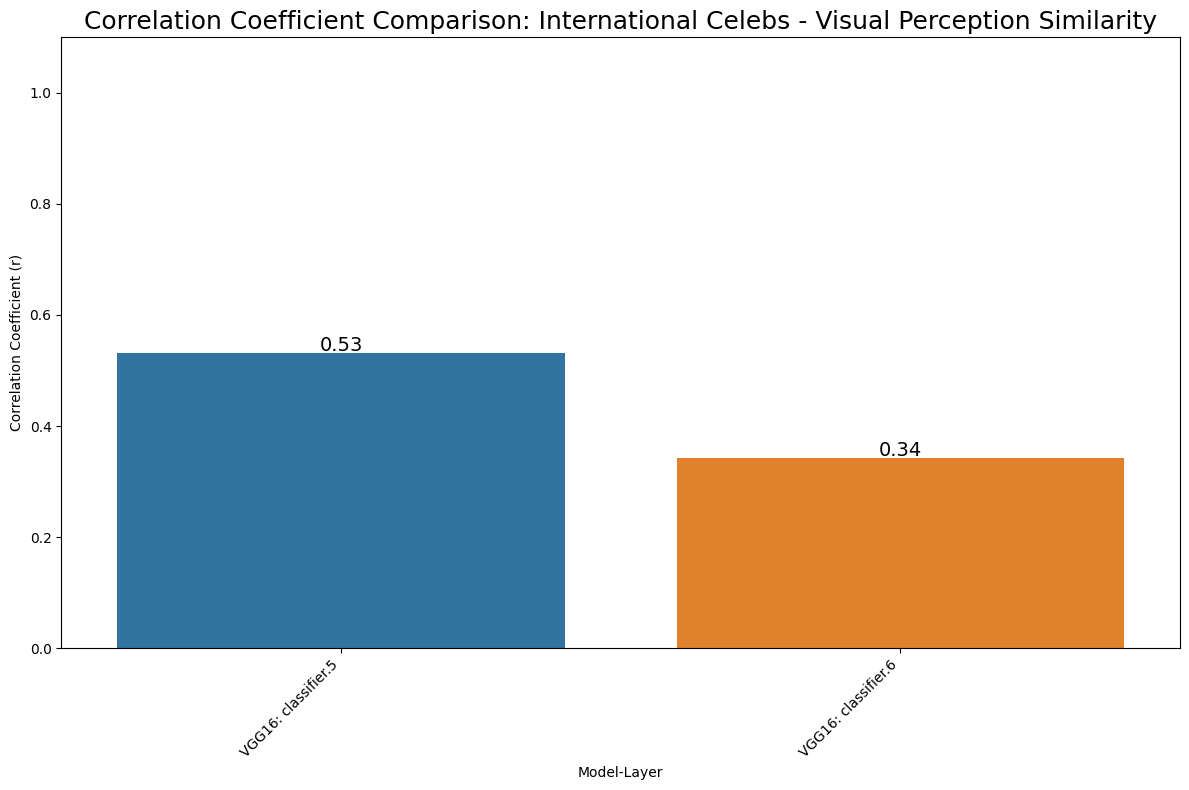 Correlation Coefficient Comparison: International Celebs - Visual Perception Similarity
Correlation Coefficient (r)
1.0
0.8
0.6
0.4
0.2
0.0
0.53
0.34
VGG16: classifier.5
VGG16: classifier.6
Model-Layer